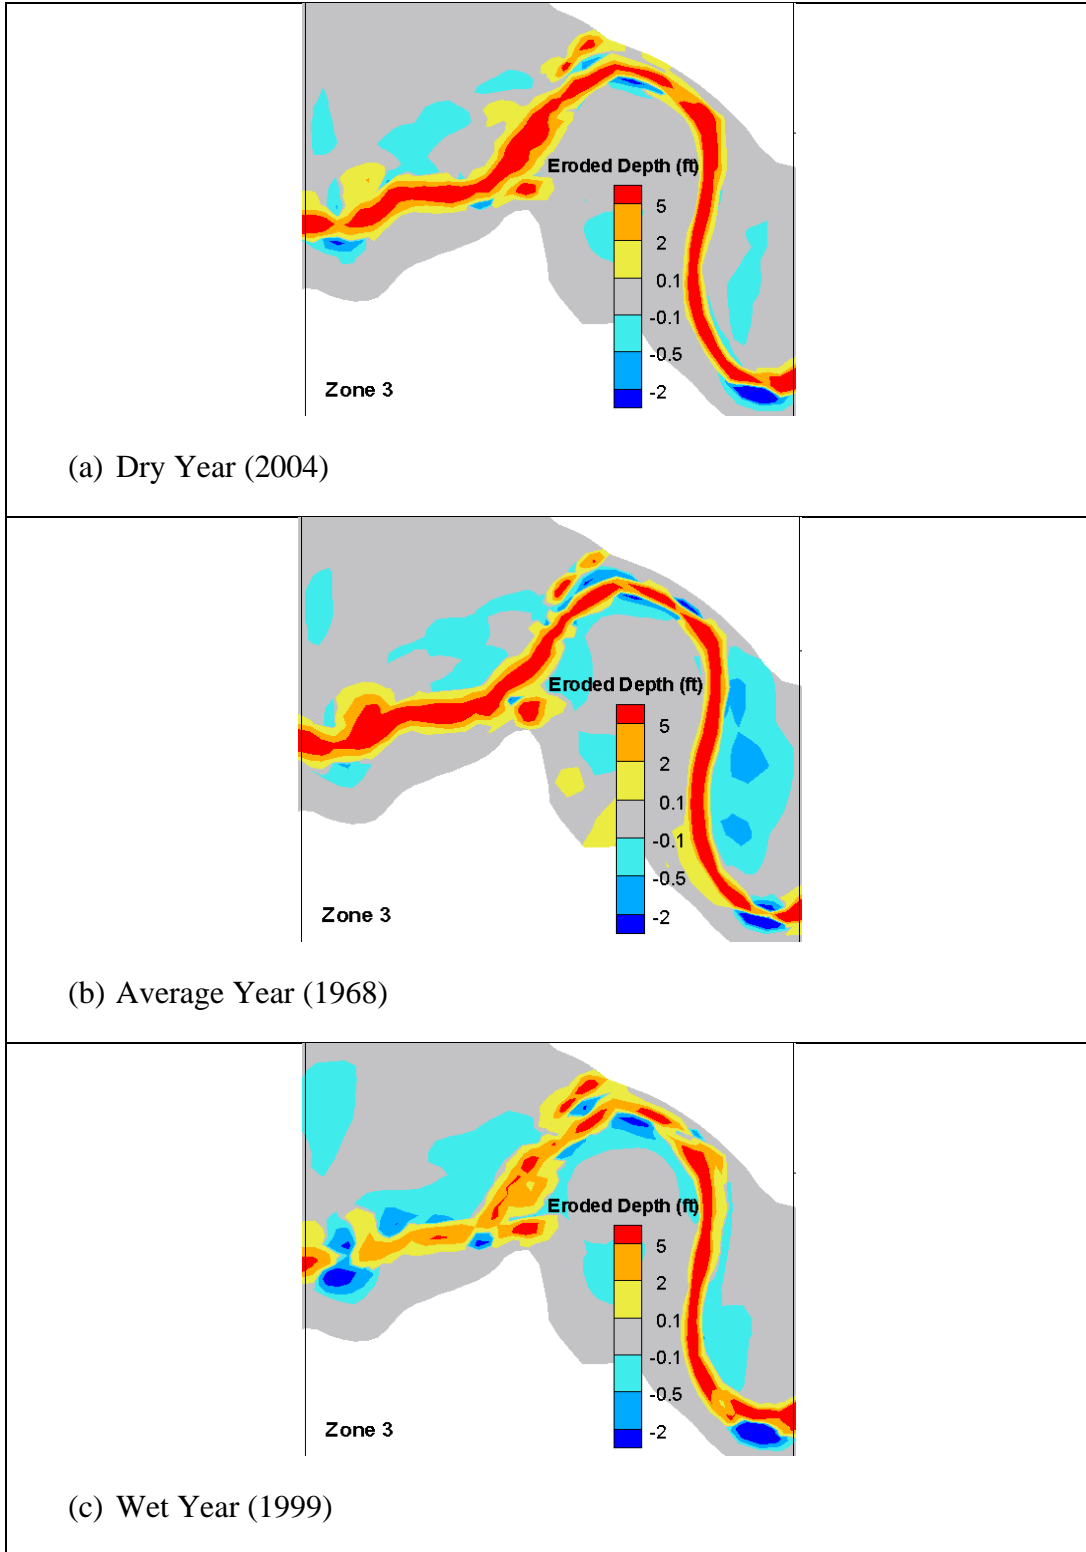 Eroded Depth (ft)
5
2
0.1
-0.1
-0.5
-2
Zone 3
(a) Dry Year (2004)
Eroded Depth (ft)
5
2
0.1
-0.1
-0.5
-2
Zone 3
(b) Average Year (1968)
Eroded Depth (ft)
5
2
0.1
-0.1
-0.5
-2
Zone 3
(c) Wet Year (1999)